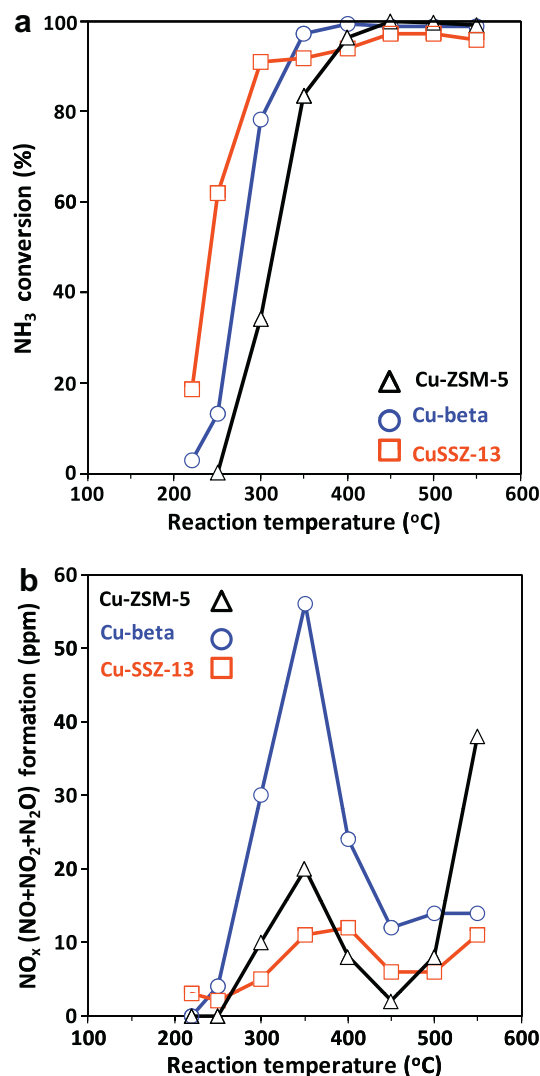 a
100
80
60
40
20
0
NH₃ conversion (%)
Cu-ZSM-5
Cu-beta
CuSSZ-13
100 200 300 400 500 600
Reaction temperature (ᵒC)
b
60
50
40
30
20
10
0
NOₓ (NO+NO₂+N₂O) formation (ppm)
Cu-ZSM-5
Cu-beta
Cu-SSZ-13
100 200 300 400 500 600
Reaction temperature (ᵒC)